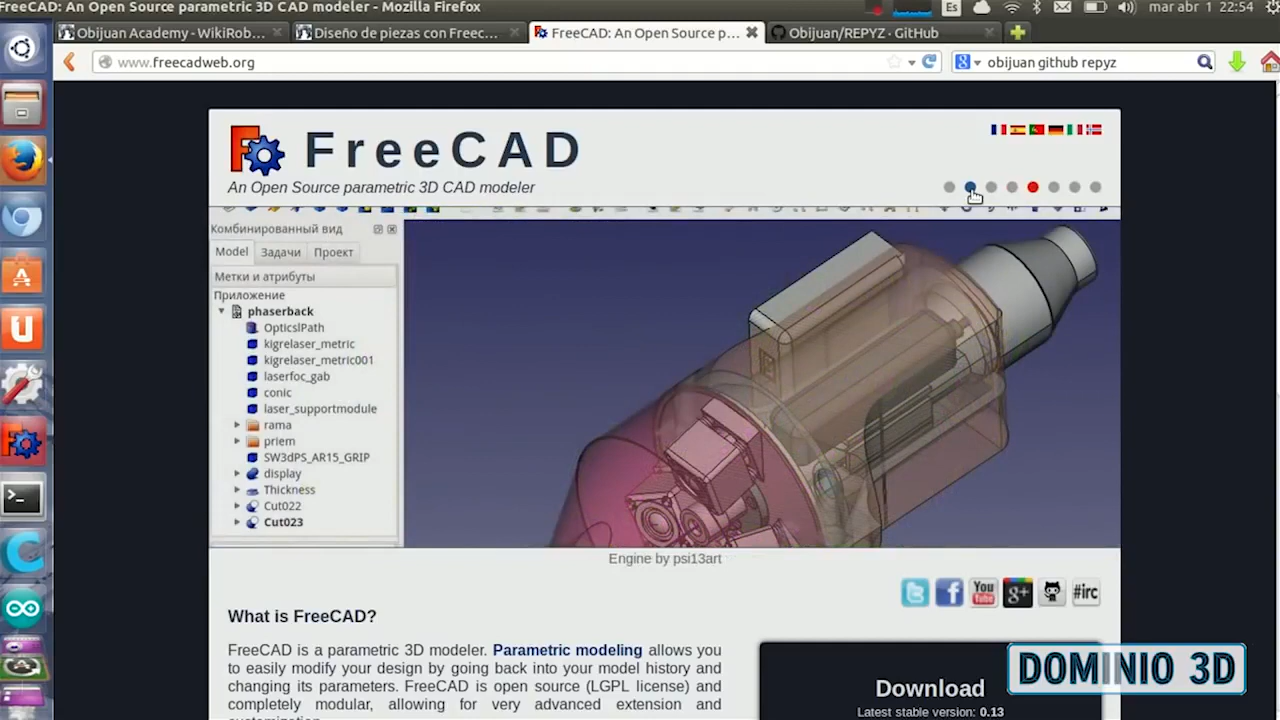 FreeCAD: An Open Source parametric 3D CAD modeler - Mozilla Firefox
Es
mar abr 1 22:54
Obijuan Academy - WikiRob...
Diseño de piezas con Freec...
FreeCAD: An Open Source p...
Obijuan/REPYZ · GitHub
www.freecadweb.org
obijuan github repyz
FreeCAD
An Open Source parametric 3D CAD modeler
Комбинированный вид
Model
Задачи
Проект
Метки и атрибуты
Приложение
phaserback
OpticslPath
kigrelaser_metric
kigrelaser_metric001
laserfoc_gab
conic
laser_supportmodule
rama
priem
SW3dPS_AR15_GRIP
display
Thickness
Cut022
Cut023
Engine by psi13art
You
Tube
g+
#irc
What is FreeCAD?
FreeCAD is a parametric 3D modeler. Parametric modeling allows you
to easily modify your design by going back into your model history and
changing its parameters. FreeCAD is open source (LGPL license) and
completely modular, allowing for very advanced extension and
Download
Latest stable version: 0.13
DOMINIO 3D